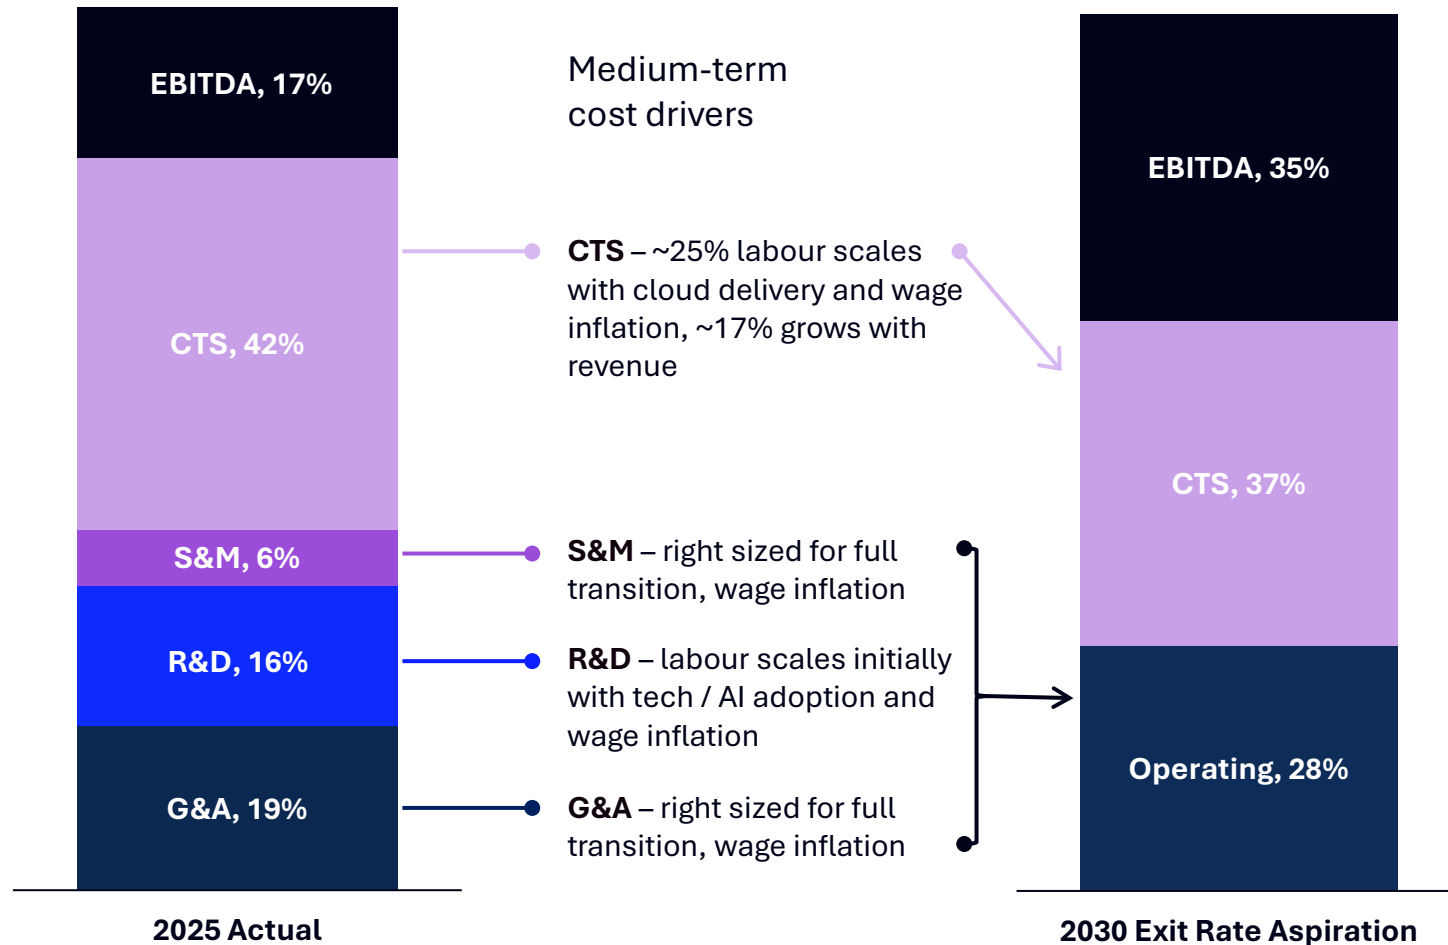 EBITDA, 17%
CTS, 42%
S&M, 6%
R&D, 16%
G&A, 19%
2025 Actual
Medium-term
cost drivers
CTS – ~25% labour scales
with cloud delivery and wage
inflation, ~17% grows with
revenue
S&M – right sized for full
transition, wage inflation
R&D – labour scales initially
with tech / AI adoption and
wage inflation
G&A – right sized for full
transition, wage inflation
EBITDA, 35%
CTS, 37%
Operating, 28%
2030 Exit Rate Aspiration